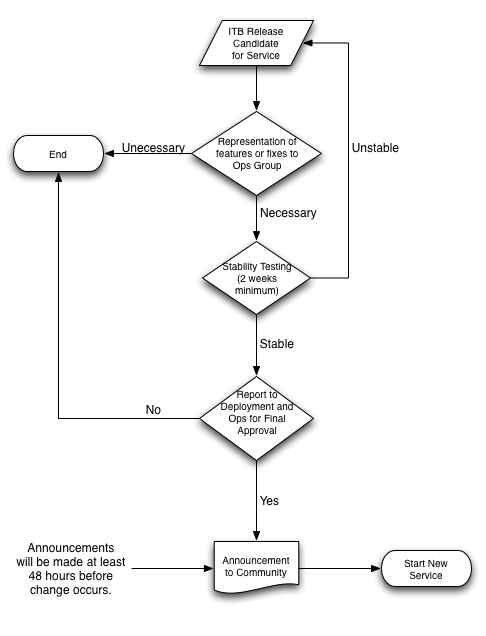 ITB Release
Candidate
for Service
Representation of
features or fixes to
Ops Group
Unecessary
End
Unstable
Necessary
Stability Testing
(2 weeks
minimum)
Stable
Report to
Deployment and
Ops for Final
Approval
No
Yes
Announcements
will be made at least
48 hours before
change occurs.
Announcement
to Community
Start New
Service